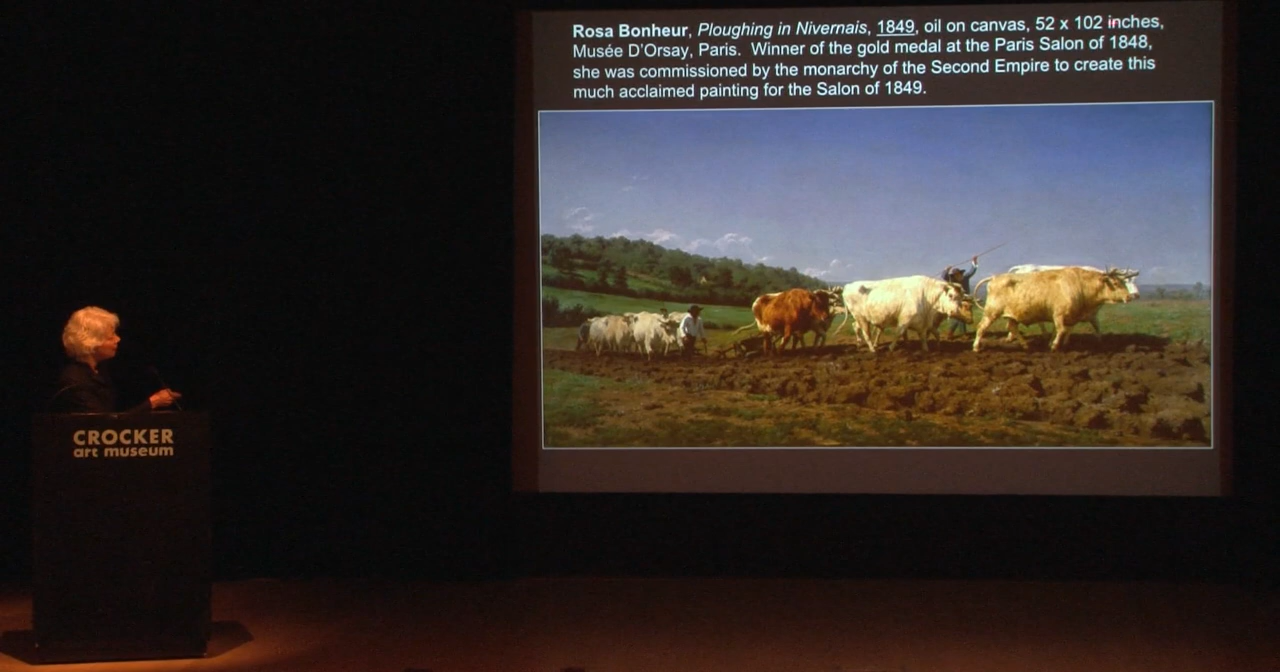 Rosa Bonheur, Ploughing in Nivernais, 1849, oil on canvas, 52 x 102 inches,
Musée D'Orsay, Paris. Winner of the gold medal at the Paris Salon of 1848,
she was commissioned by the monarchy of the Second Empire to create this
much acclaimed painting for the Salon of 1849.
CROCKER
art museum